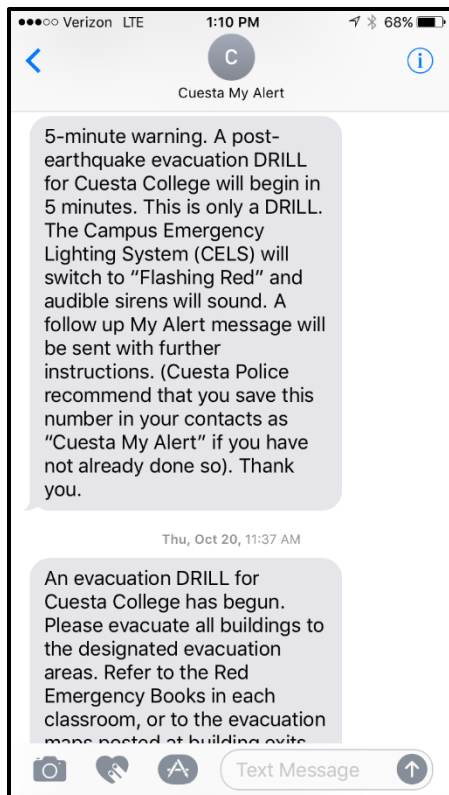 Verizon LTE 1:10 PM 68%
C
Cuesta My Alert
5-minute warning. A post-
earthquake evacuation DRILL
for Cuesta College will begin in
5 minutes. This is only a DRILL.
The Campus Emergency
Lighting System (CELS) will
switch to “Flashing Red” and
audible sirens will sound. A
follow up My Alert message will
be sent with further
instructions. (Cuesta Police
recommend that you save this
number in your contacts as
“Cuesta My Alert” if you have
not already done so). Thank
you.
Thu, Oct 20, 11:37 AM
An evacuation DRILL for
Cuesta College has begun.
Please evacuate all buildings to
the designated evacuation
areas. Refer to the Red
Emergency Books in each
classroom, or to the evacuation
maps posted at building exits
Text Message